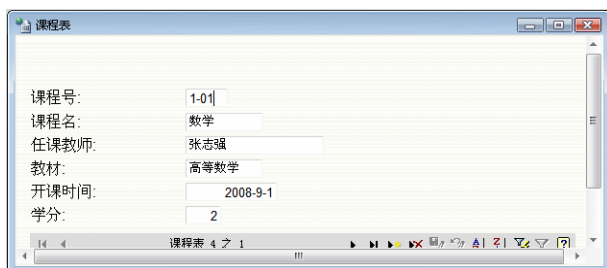 课程表
课程号: 1-01
课程名: 数学
任课教师: 张志强
教材: 高等数学
开课时间: 2008-9-1
学分: 2
课程表 4 之 1